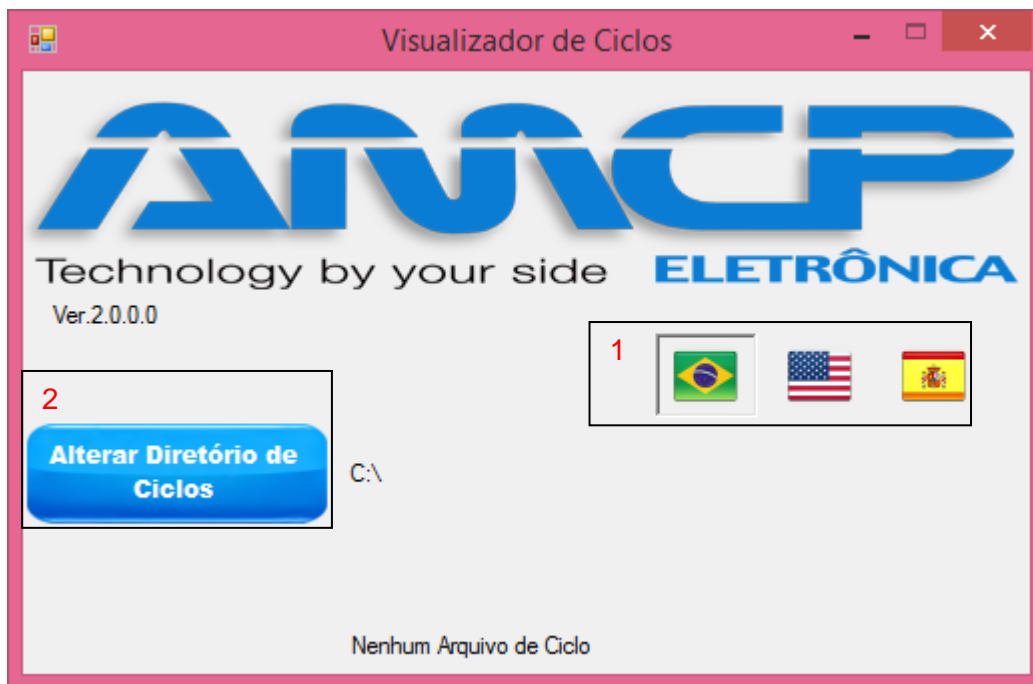 Visualizador de Ciclos
AMCP
Technology by your side ELETRÔNICA
Ver.2.0.0.0
1
2
Alterar Diretório de
Ciclos
C:\
Nenhum Arquivo de Ciclo